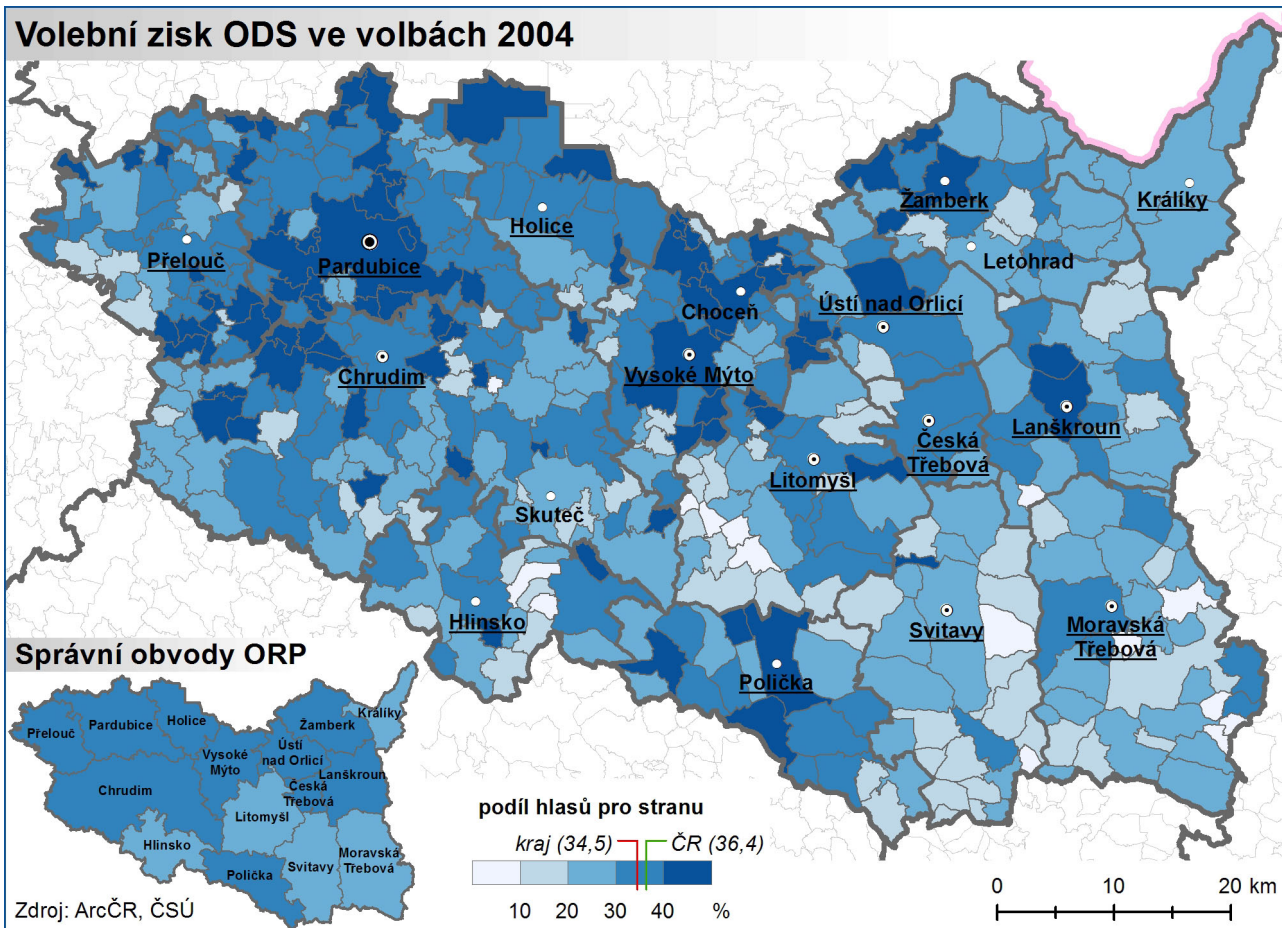 Volební zisk ODS ve volbách 2004
Žamberk
Králíky
Holice
Přelouč
Pardubice
Letohrad
Choceň
Ústí nad Orlicí
Chrudim
Vysoké Mýto
Lanškroun
Česká
Třebová
Litomyšl
Skuteč
Hlinsko
Svitavy
Moravská
Třebová
Polička
Správní obvody ORP
Přelouč
Pardubice
Holice
Žamberk
Králíky
Vysoké
Mýto
Ústí
nad Orlicí
Lanškroun
Česká
Třebová
Chrudim
Litomyšl
Hlinsko
Polička
Svitavy
Moravská
Třebová
podíl hlasů pro stranu
kraj (34,5)
ČR (36,4)
10 20 30 40 %
0 10 20 km
Zdroj: ArcČR, ČSÚ